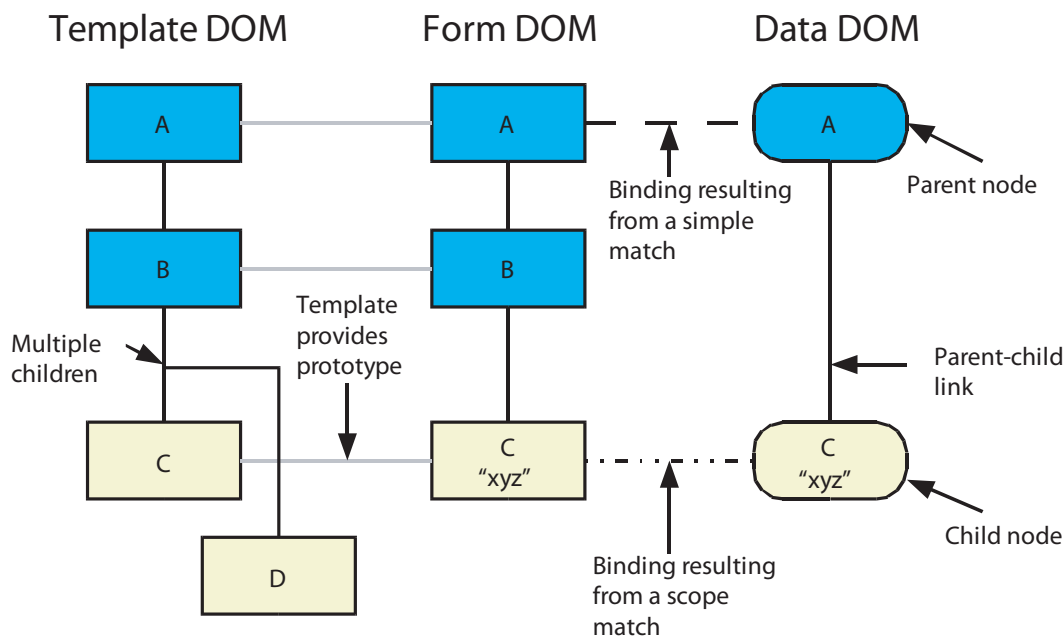 Template DOM
Form DOM
Data DOM
A
A
A
Parent node
Binding resulting
from a simple
match
B
B
Template
provides
prototype
Multiple
children
Parent-child
link
C
C
“xyz”
C
“xyz”
Child node
D
Binding resulting
from a scope
match